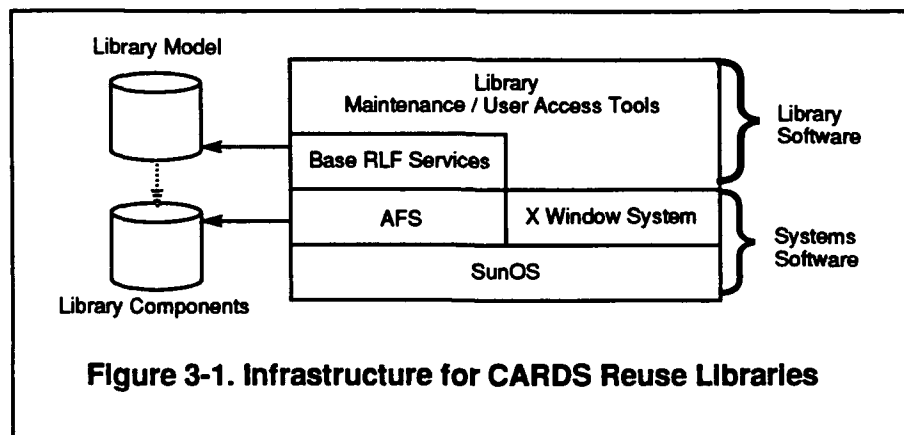 Library Model
Library
Maintenance / User Access Tools
Library
Software
Base RLF Services
AFS
X Window System
Systems
Software
SunOS
Library Components
Figure 3-1. Infrastructure for CARDS Reuse Libraries